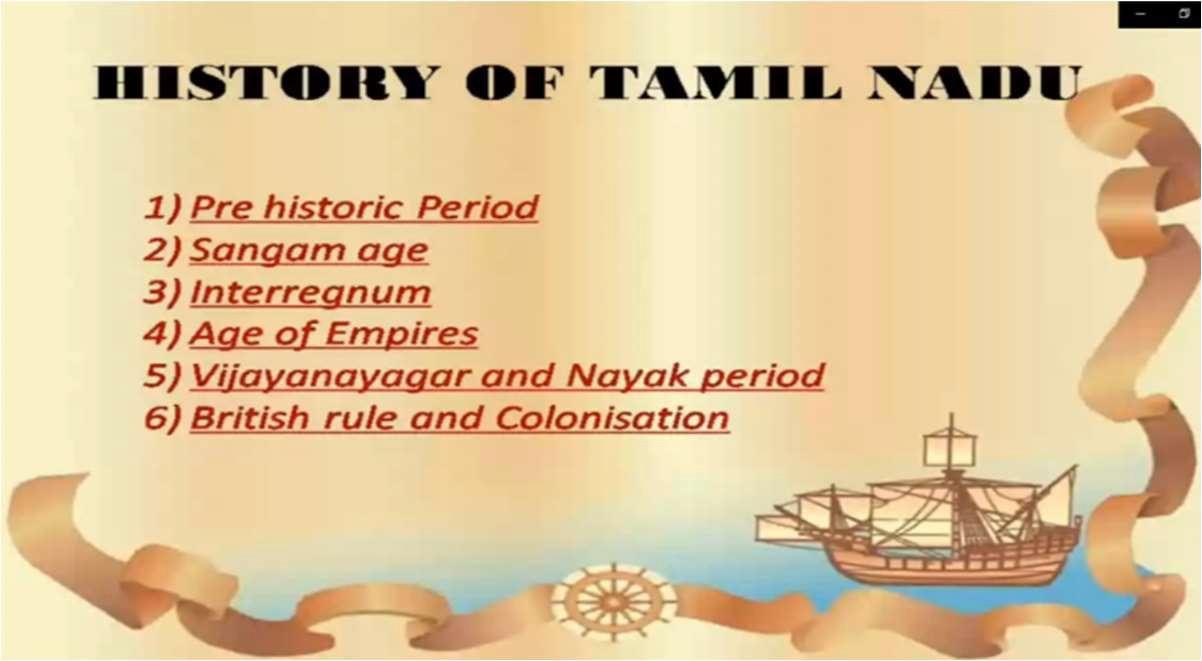 HISTORY OF TAMIL NADU
1) Pre historic Period
2) Sangam age
3) Interregnum
4) Age of Empires
5) Vijayanayagar and Nayak period
6) British rule and Colonisation